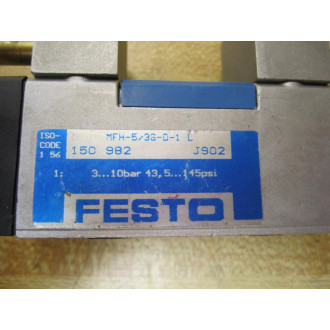 ISO-
CODE
1 56
MFH-5/3G-D-1 C
150 982 J902
1: 3...10bar 43,5...145psi
FESTO